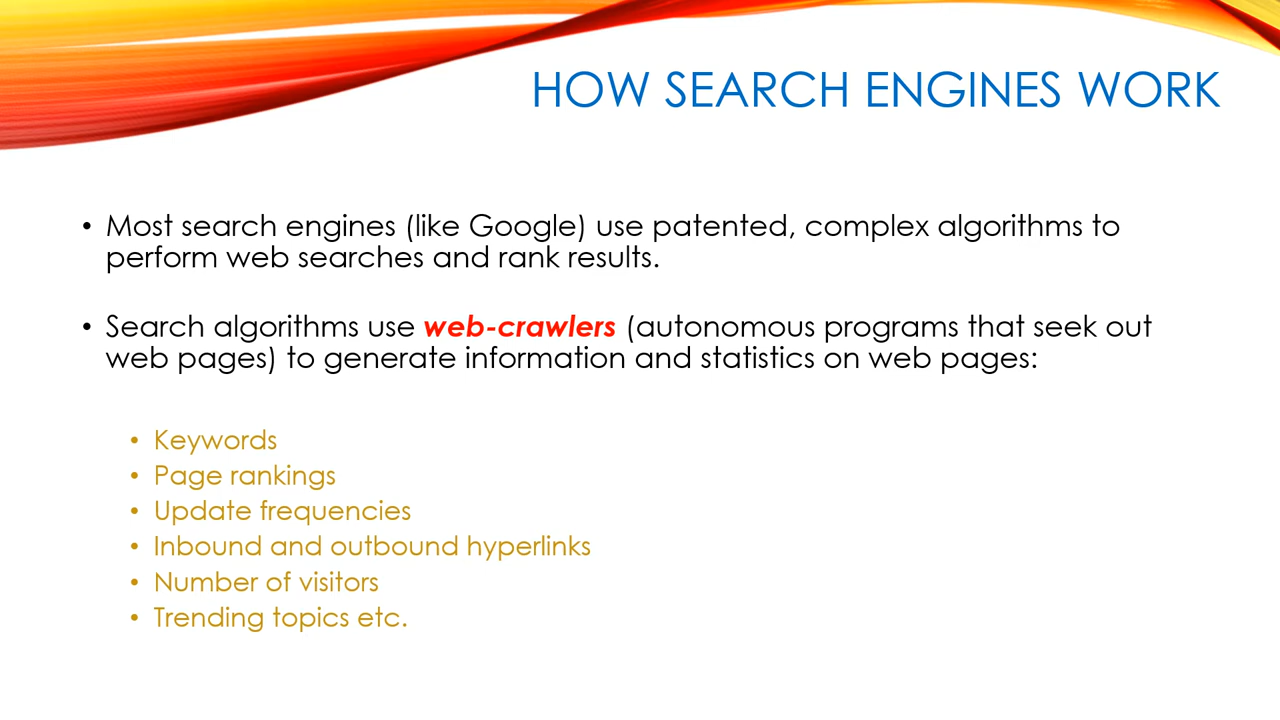 HOW SEARCH ENGINES WORK
• Most search engines (like Google) use patented, complex algorithms to
perform web searches and rank results.
• Search algorithms use web-crawlers (autonomous programs that seek out
web pages) to generate information and statistics on web pages:
• Keywords
• Page rankings
• Update frequencies
• Inbound and outbound hyperlinks
• Number of visitors
• Trending topics etc.